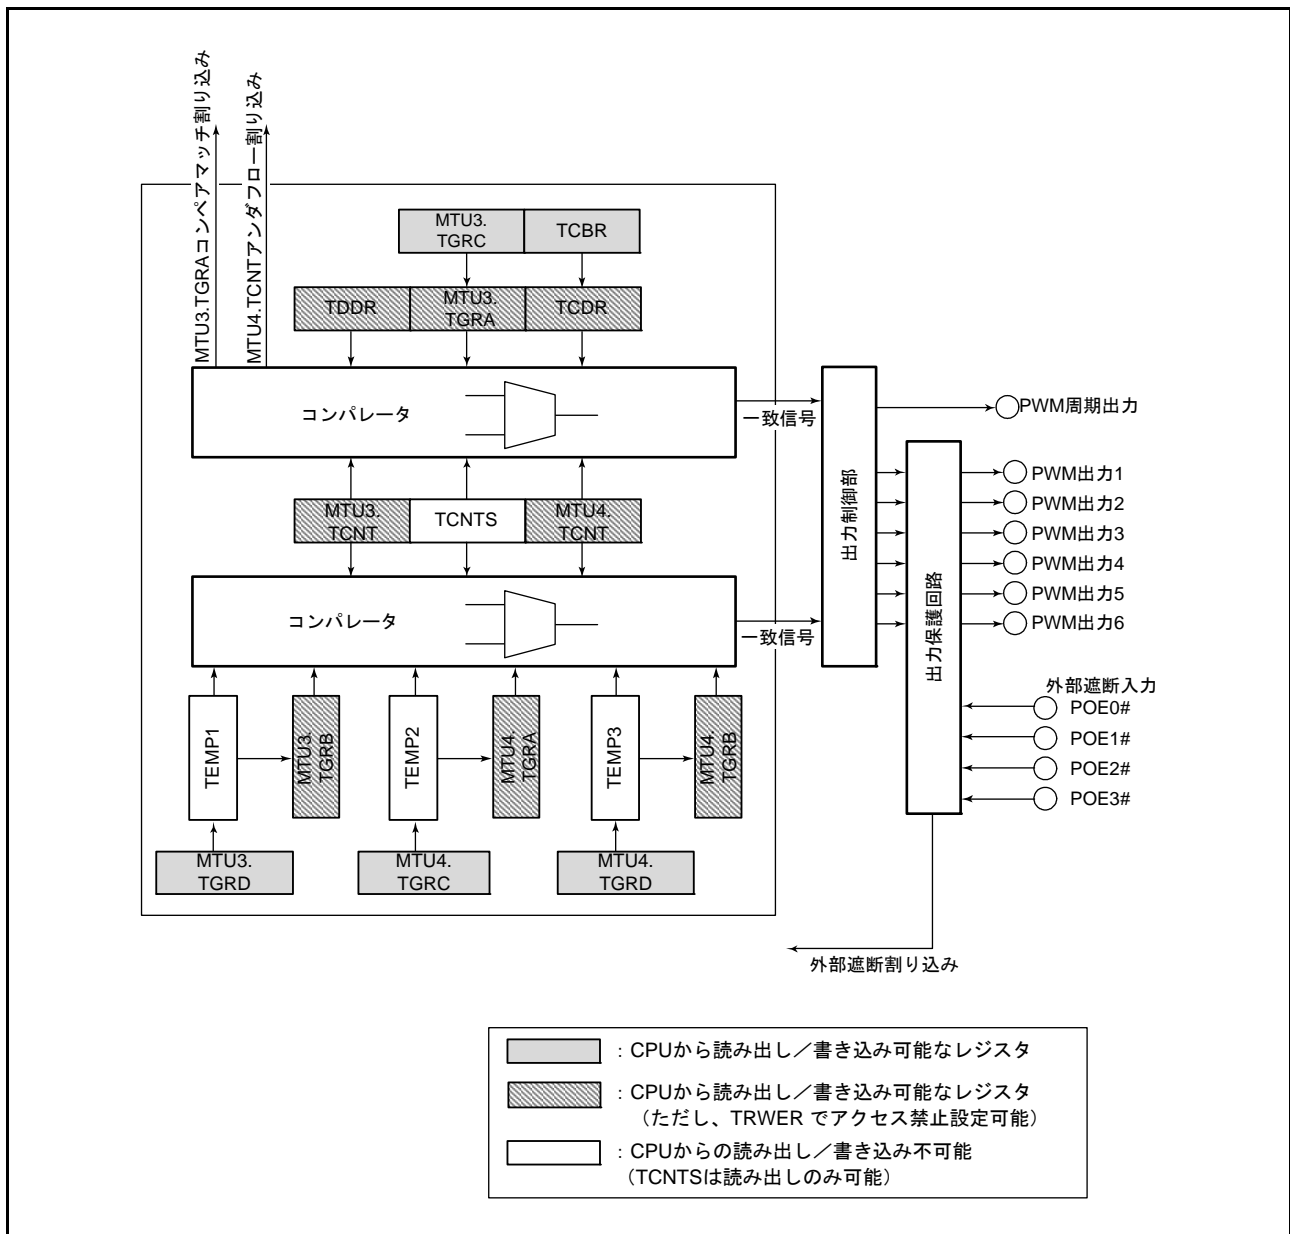 MTU3.TGRAコンペアマッチ割り込み
MTU4.TCNTアンダフロー割り込み
MTU3.
TGRC
TCBR
TDDR
MTU3.
TGRA
TCDR
コンパレータ
一致信号
MTU3.
TCNT
TCNTS
MTU4.
TCNT
コンパレータ
一致信号
TEMP1
MTU3.
TGRB
TEMP2
MTU4.
TGRA
TEMP3
MTU4.
TGRB
MTU3.
TGRD
MTU4.
TGRC
MTU4.
TGRD
出力制御部
出力保護回路
PWM周期出力
PWM出力1
PWM出力2
PWM出力3
PWM出力4
PWM出力5
PWM出力6
外部遮断入力
POE0#
POE1#
POE2#
POE3#
外部遮断割り込み
：CPUから読み出し／書き込み可能なレジスタ
：CPUから読み出し／書き込み可能なレジスタ
（ただし、TRWER でアクセス禁止設定可能）
：CPUからの読み出し／書き込み不可能
（TCNTSは読み出しのみ可能）